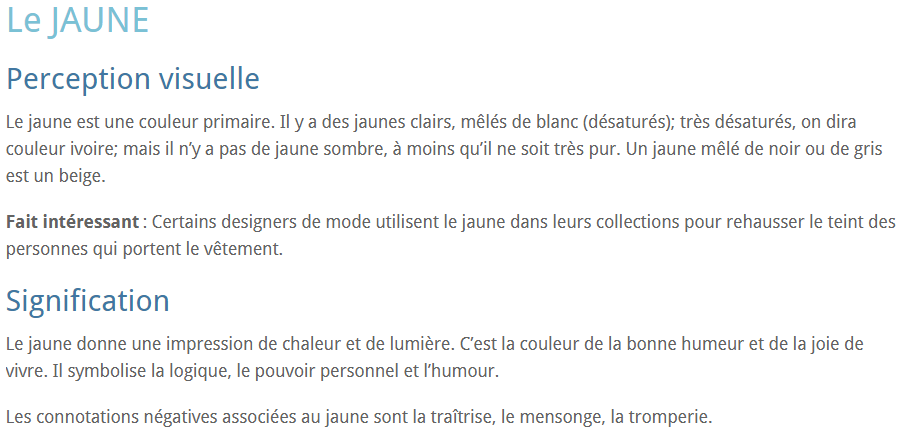 Le JAUNE
Perception visuelle
Le jaune est une couleur primaire. Il y a des jaunes clairs, mêlés de blanc (désaturés); très désaturés, on dira
couleur ivoire; mais il n’y a pas de jaune sombre, à moins qu’il ne soit très pur. Un jaune mêlé de noir ou de gris
est un beige.
Fait intéressant : Certains designers de mode utilisent le jaune dans leurs collections pour rehausser le teint des
personnes qui portent le vêtement.
Signification
Le jaune donne une impression de chaleur et de lumière. C’est la couleur de la bonne humeur et de la joie de
vivre. Il symbolise la logique, le pouvoir personnel et l’humour.
Les connotations négatives associées au jaune sont la traîtrise, le mensonge, la tromperie.